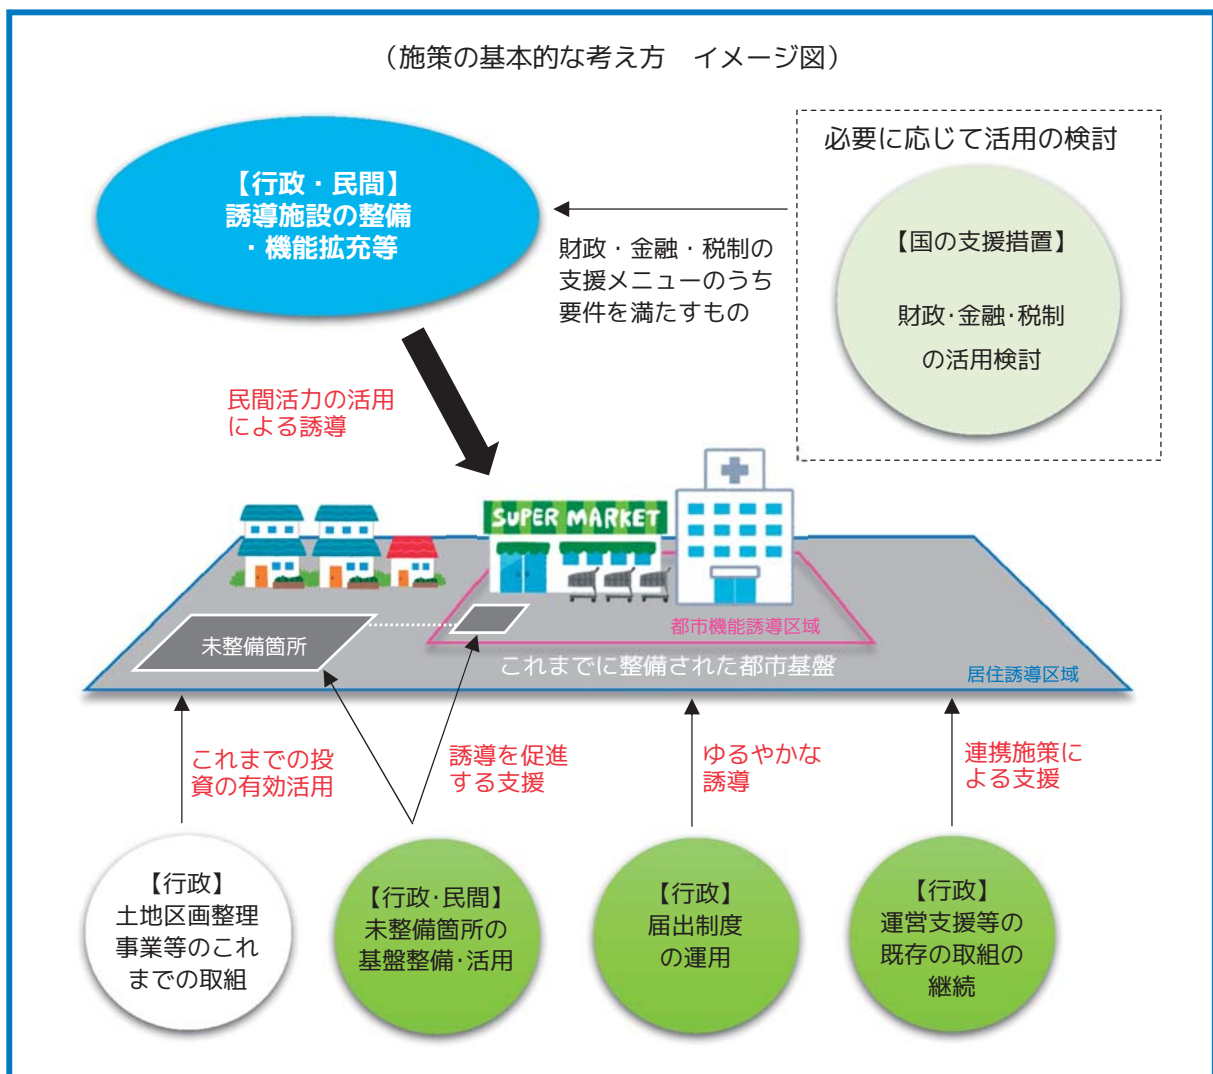 （施策の基本的な考え方　イメージ図）
必要に応じて活用の検討
【行政・民間】
誘導施設の整備
・機能拡充等
【国の支援措置】
財政･金融･税制
の活用検討
財政・金融・税制の
支援メニューのうち
要件を満たすもの
民間活力の活用
による誘導
SUPER MARKET
都市機能誘導区域
未整備箇所
これまでに整備された都市基盤
居住誘導区域
これまでの投
資の有効活用
誘導を促進
する支援
ゆるやかな
誘導
連携施策に
よる支援
【行政】
土地区画整理
事業等のこれ
までの取組
【行政･民間】
未整備箇所の
基盤整備･活用
【行政】
届出制度
の運用
【行政】
運営支援等の
既存の取組の
継続